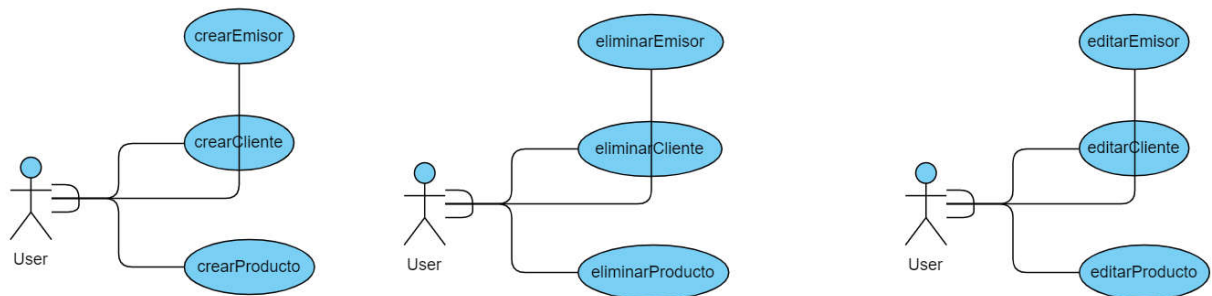 crearEmisor
crearCliente
crearProducto
User
eliminarEmisor
eliminarCliente
eliminarProducto
User
editarEmisor
editarCliente
editarProducto
User